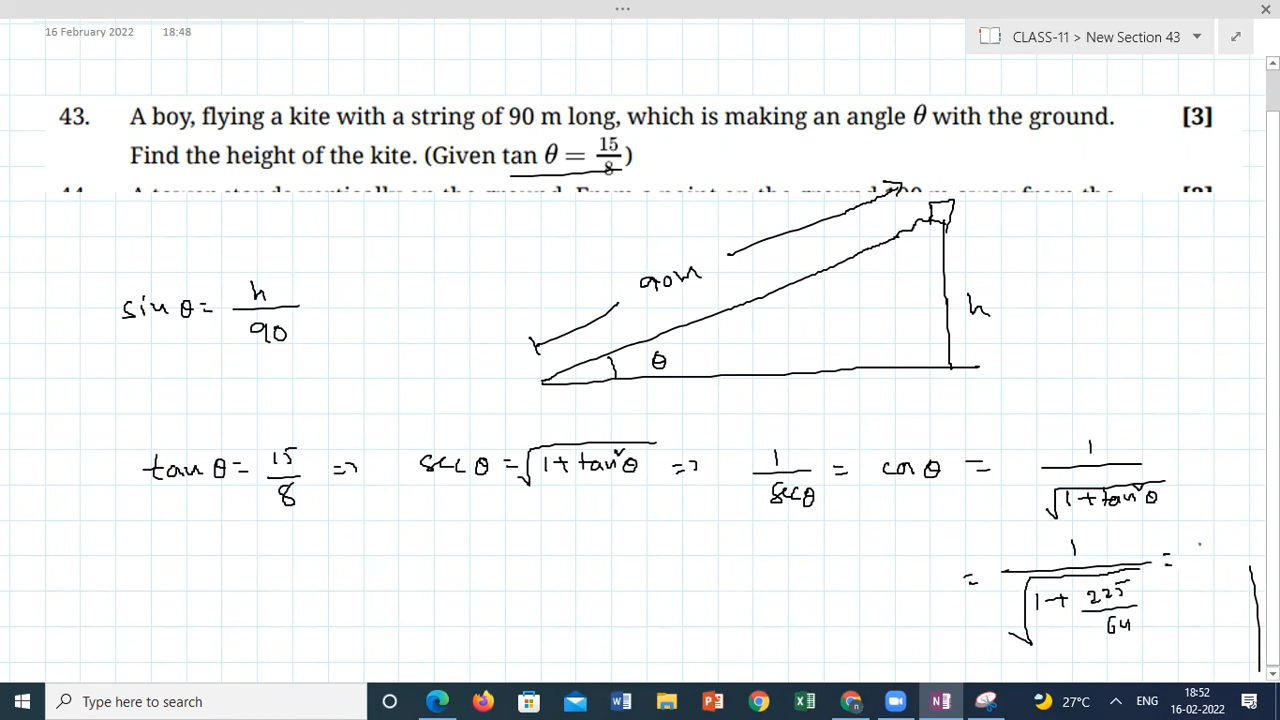 16 February 2022 18:48
CLASS-11 > New Section 43
43. A boy, flying a kite with a string of 90 m long, which is making an angle θ with the ground. [3]
Find the height of the kite. (Given tan θ = 15/8)
90m
sin θ = h/90
h
θ
tan θ = 15/8 => sec θ = √(1 + tan²θ) => 1/secθ = cos θ = 1/√(1 + tan²θ)
= 1/√(1 + 225/64) =
Type here to search
27°C ENG 18:52
16-02-2022